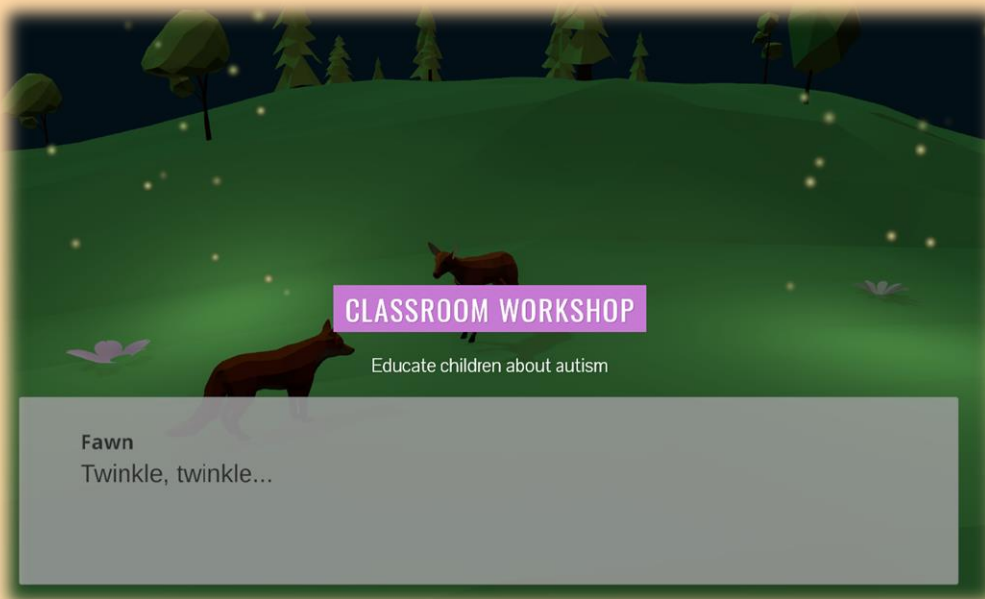 CLASSROOM WORKSHOP
Educate children about autism
Fawn
Twinkle, twinkle...